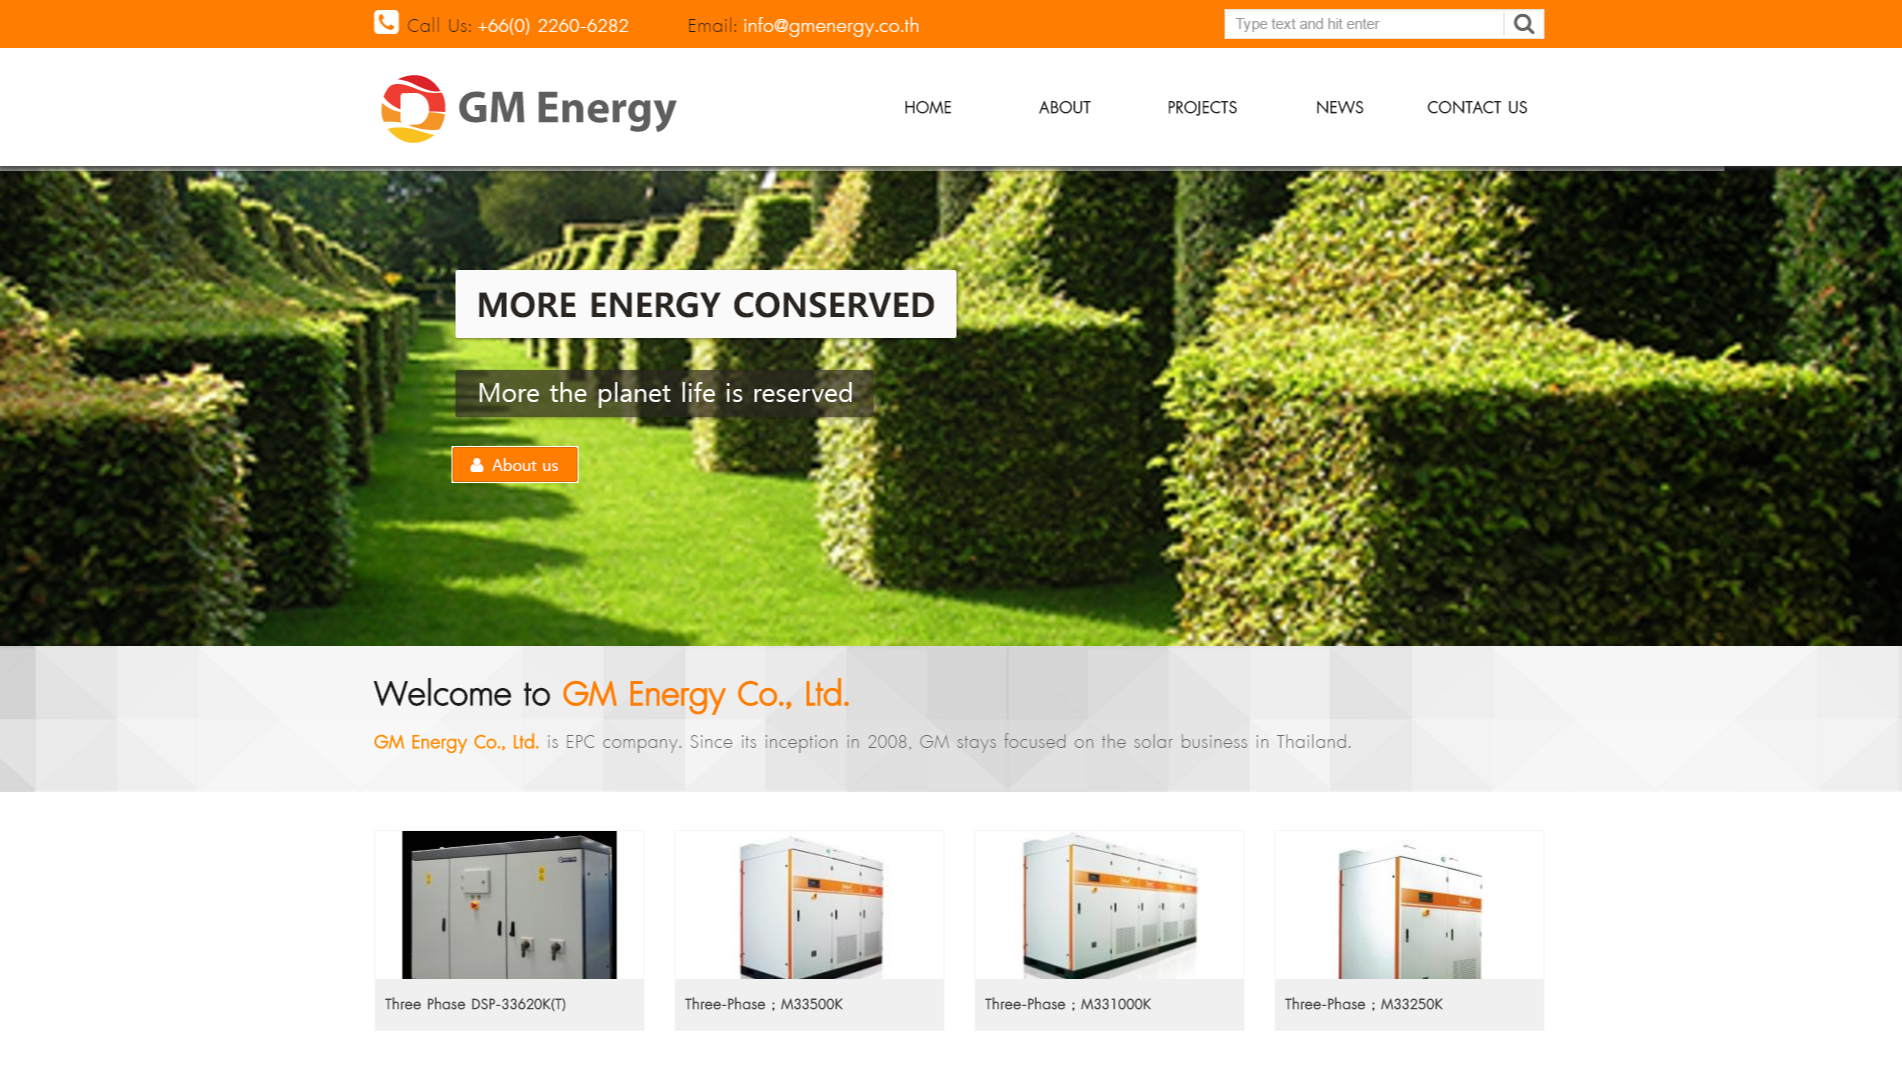 Call Us: +66(0) 2260-6282 Email: info@gmenergy.co.th Type text and hit enter
GM Energy HOME ABOUT PROJECTS NEWS CONTACT US
MORE ENERGY CONSERVED
More the planet life is reserved
About us
Welcome to GM Energy Co., Ltd.
GM Energy Co., Ltd. is EPC company. Since its inception in 2008, GM stays focused on the solar business in Thailand.
Three Phase DSP-33620K(T) Three-Phase ; M33500K Three-Phase ; M331000K Three-Phase ; M33250K